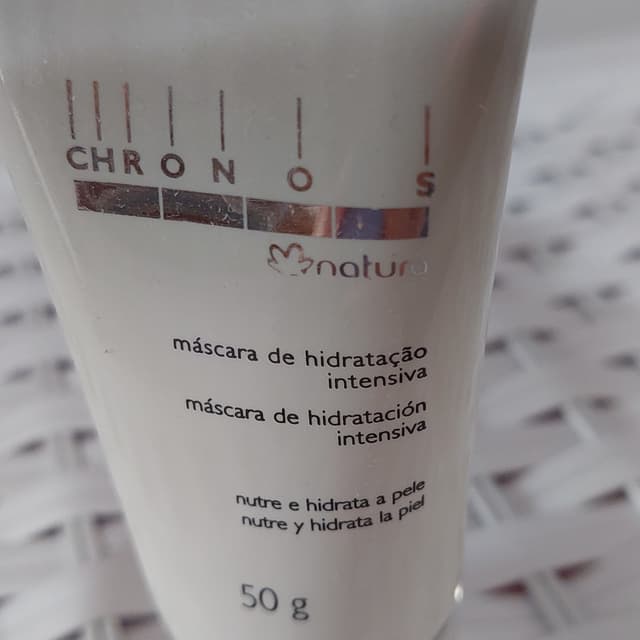 CHRONOS
natura
máscara de hidratação
intensiva
máscara de hidratación
intensiva
nutre e hidrata a pele
nutre y hidrata la piel
50 g